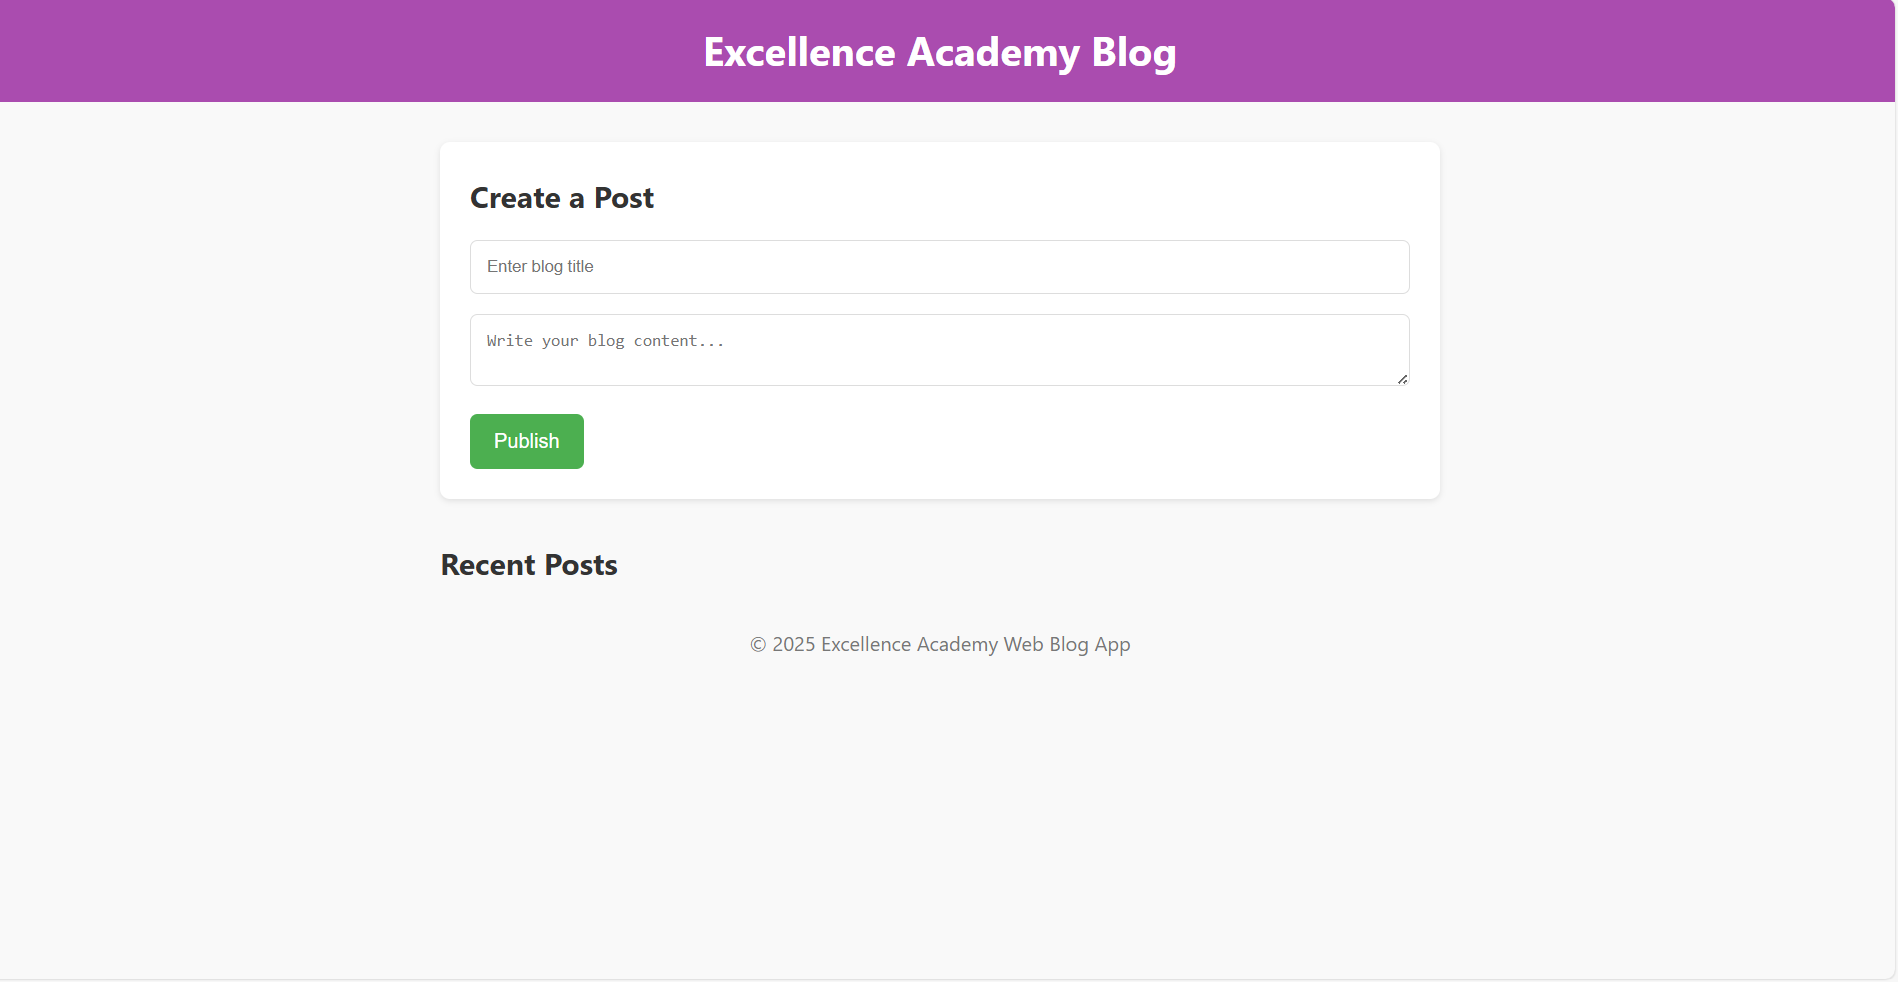 Excellence Academy Blog
Create a Post
Enter blog title
Write your blog content...
Publish
Recent Posts
© 2025 Excellence Academy Web Blog App